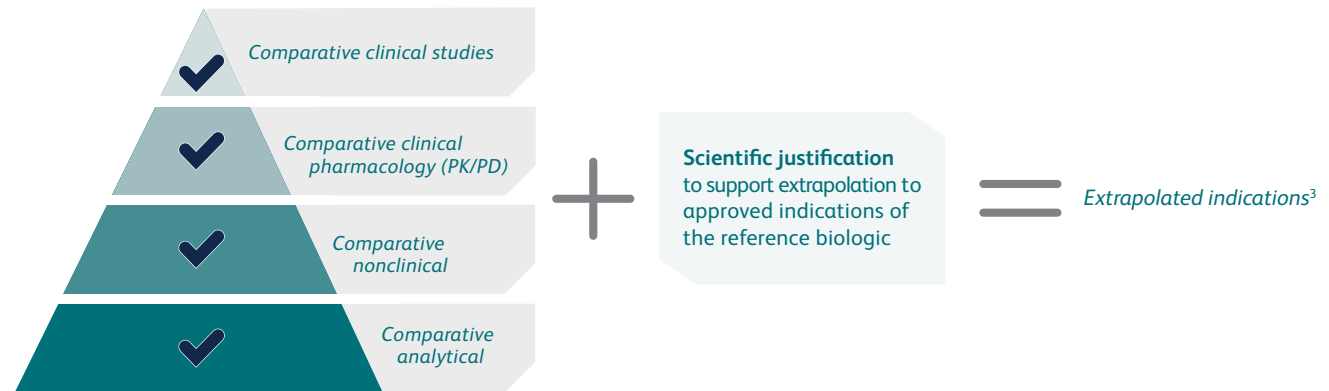 Comparative clinical studies
Comparative clinical
pharmacology (PK/PD)
Comparative
nonclinical
Comparative
analytical
Scientific justification
to support extrapolation to
approved indications of
the reference biologic
Extrapolated indications³